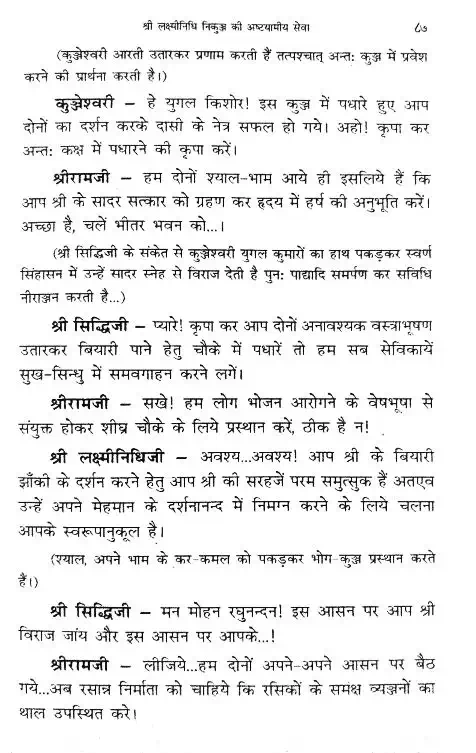 श्री लक्ष्मीनिधि निकुञ्ज की अष्टयामीय सेवा ८७
(कुञ्जेश्वरी आरती उतारकर प्रणाम करती हैं तत्पश्चात् अन्त: कुञ्ज में प्रवेश
करने की प्रार्थना करती है।)
कुञ्जेश्वरी – हे युगल किशोर! इस कुञ्ज में पधारे हुए आप
दोनों का दर्शन करके दासी के नेत्र सफल हो गये। अहो! कृपा कर
अन्त: कक्ष में पधारने की कृपा करें।
श्रीरामजी – हम दोनों श्याल-भाम आये ही इसलिये हैं कि
आप श्री के सादर सत्कार को ग्रहण कर हृदय में हर्ष की अनुभूति करें।
अच्छा है, चलें भीतर भवन को...।
(श्री सिद्धिजी के संकेत से कुञ्जेश्वरी युगल कुमारों का हाथ पकड़कर स्वर्ण
सिंहासन में उन्हें सादर स्नेह से विराज देती है पुन: पाद्यादि समर्पण कर सविधि
नीराञ्जन करती है...)
श्री सिद्धिजी – प्यारे! कृपा कर आप दोनों अनावश्यक वस्त्राभूषण
उतारकर बियारी पाने हेतु चौके में पधारें तो हम सब सेविकायें
सुख-सिन्धु में समवगाहन करने लगें।
श्रीरामजी – सखे! हम लोग भोजन आरोगने के वेषभूषा से
संयुक्त होकर शीघ्र चौके के लिये प्रस्थान करें, ठीक है न!
श्री लक्ष्मीनिधिजी – अवश्य...अवश्य! आप श्री के बियारी
झाँकी के दर्शन करने हेतु आप श्री की सरहजें परम समुत्सुक हैं अतएव
उन्हें अपने मेहमान के दर्शनानन्द में निमग्न करने के लिये चलना
आपके स्वरूपानुकूल है।
(श्याल, अपने भाम के कर-कमल को पकड़कर भोग-कुञ्ज प्रस्थान करते
हैं।)
श्री सिद्धिजी – मन मोहन रघुनन्दन! इस आसन पर आप श्री
विराज जांय और इस आसन पर आपके...!
श्रीरामजी – लीजिये...हम दोनों अपने-अपने आसन पर बैठ
गये...अब रसान्न निर्माता को चाहिये कि रसिकों के समक्ष व्यञ्जनों का
थाल उपस्थित करे।